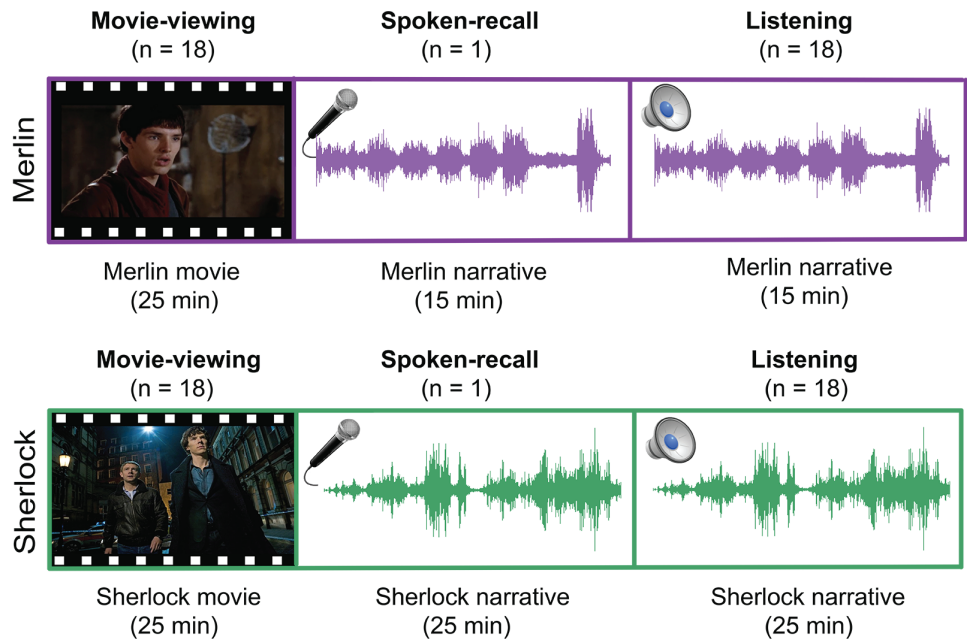 Movie-viewing
(n = 18)
Spoken-recall
(n = 1)
Listening
(n = 18)
Merlin
Merlin movie
(25 min)
Merlin narrative
(15 min)
Merlin narrative
(15 min)
Movie-viewing
(n = 18)
Spoken-recall
(n = 1)
Listening
(n = 18)
Sherlock
Sherlock movie
(25 min)
Sherlock narrative
(25 min)
Sherlock narrative
(25 min)